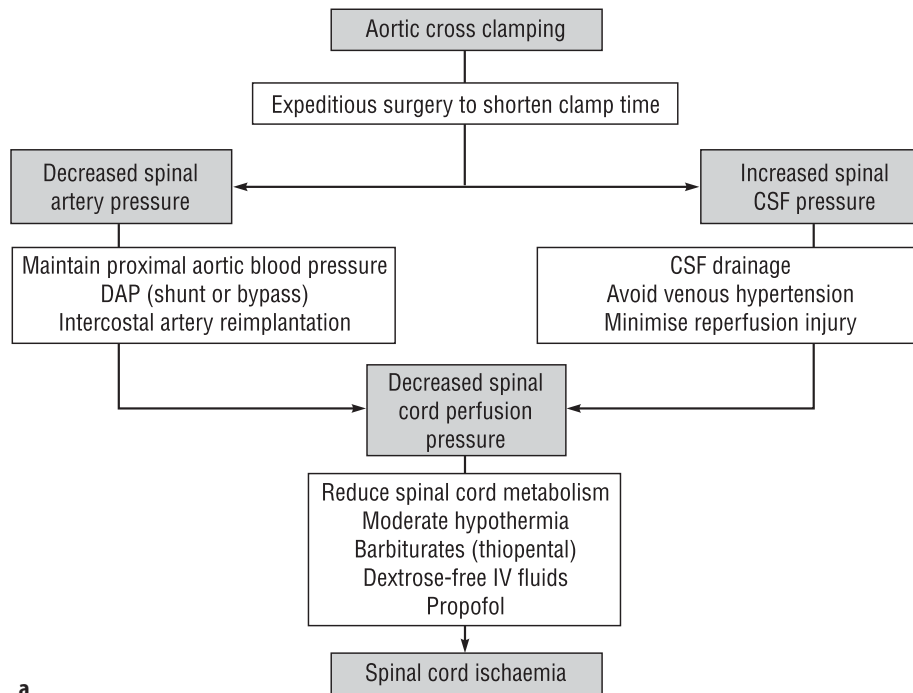 Aortic cross clamping
Expeditious surgery to shorten clamp time
Decreased spinal
artery pressure
Increased spinal
CSF pressure
Maintain proximal aortic blood pressure
DAP (shunt or bypass)
Intercostal artery reimplantation
CSF drainage
Avoid venous hypertension
Minimise reperfusion injury
Decreased spinal
cord perfusion
pressure
Reduce spinal cord metabolism
Moderate hypothermia
Barbiturates (thiopental)
Dextrose-free IV fluids
Propofol
Spinal cord ischaemia
a